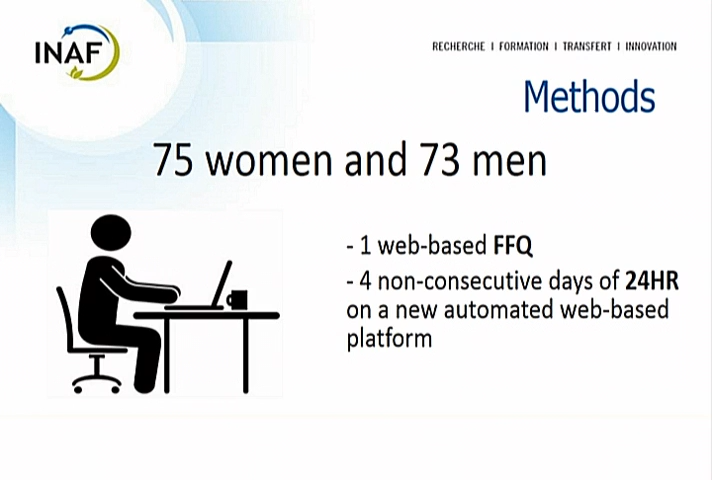 INAF
RECHERCHE I FORMATION I TRANSFERT I INNOVATION
Methods
75 women and 73 men
- 1 web-based FFQ
- 4 non-consecutive days of 24HR
on a new automated web-based
platform